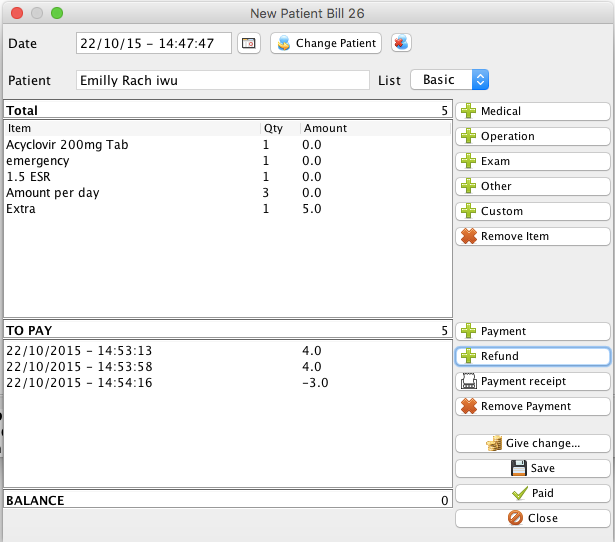 New Patient Bill 26
Date 22/10/15 - 14:47:47 Change Patient
Patient Emilly Rach iwu List Basic
Total 5
Item Qty Amount
Acyclovir 200mg Tab 1 0.0
emergency 1 0.0
1.5 ESR 1 0.0
Amount per day 3 0.0
Extra 1 5.0
Medical
Operation
Exam
Other
Custom
Remove Item
TO PAY 5
22/10/2015 - 14:53:13 4.0
22/10/2015 - 14:53:58 4.0
22/10/2015 - 14:54:16 -3.0
Payment
Refund
Payment receipt
Remove Payment
Give change...
Save
Paid
BALANCE 0
Close